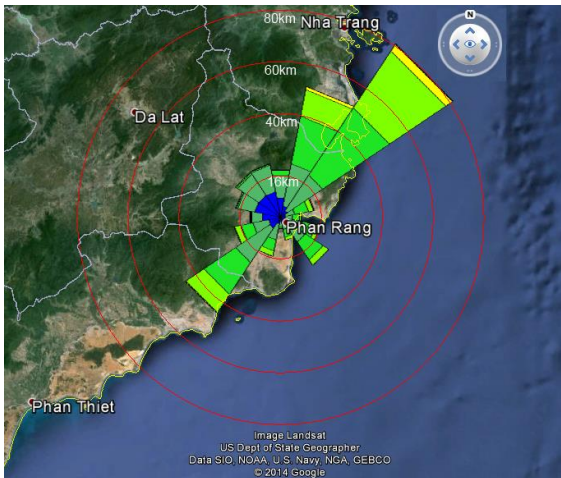 80km
Nha Trang
N
60km
Da Lat
40km
16km
Phan Rang
Phan Thiet
Image Landsat
US Dept of State Geographer
Data SIO, NOAA, U.S. Navy, NGA, GEBCO
© 2014 Google